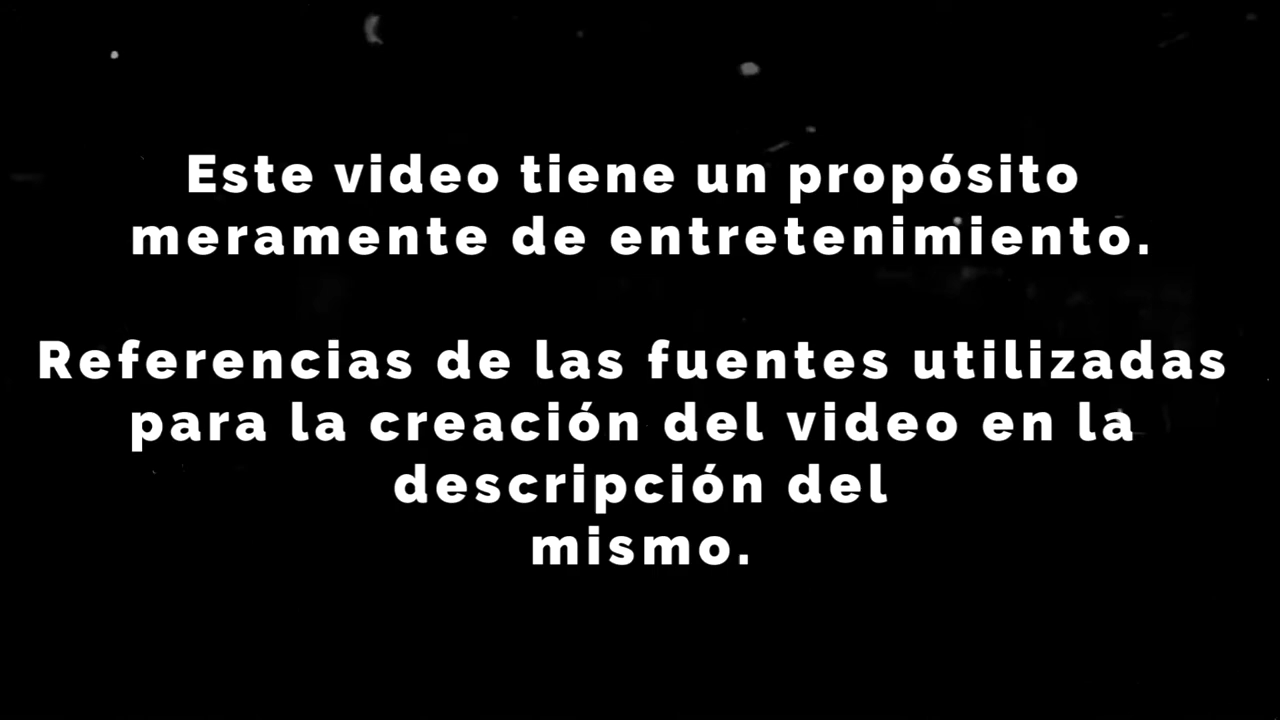 Este video tiene un propósito
meramente de entretenimiento.
Referencias de las fuentes utilizadas
para la creación del video en la
descripción del
mismo.